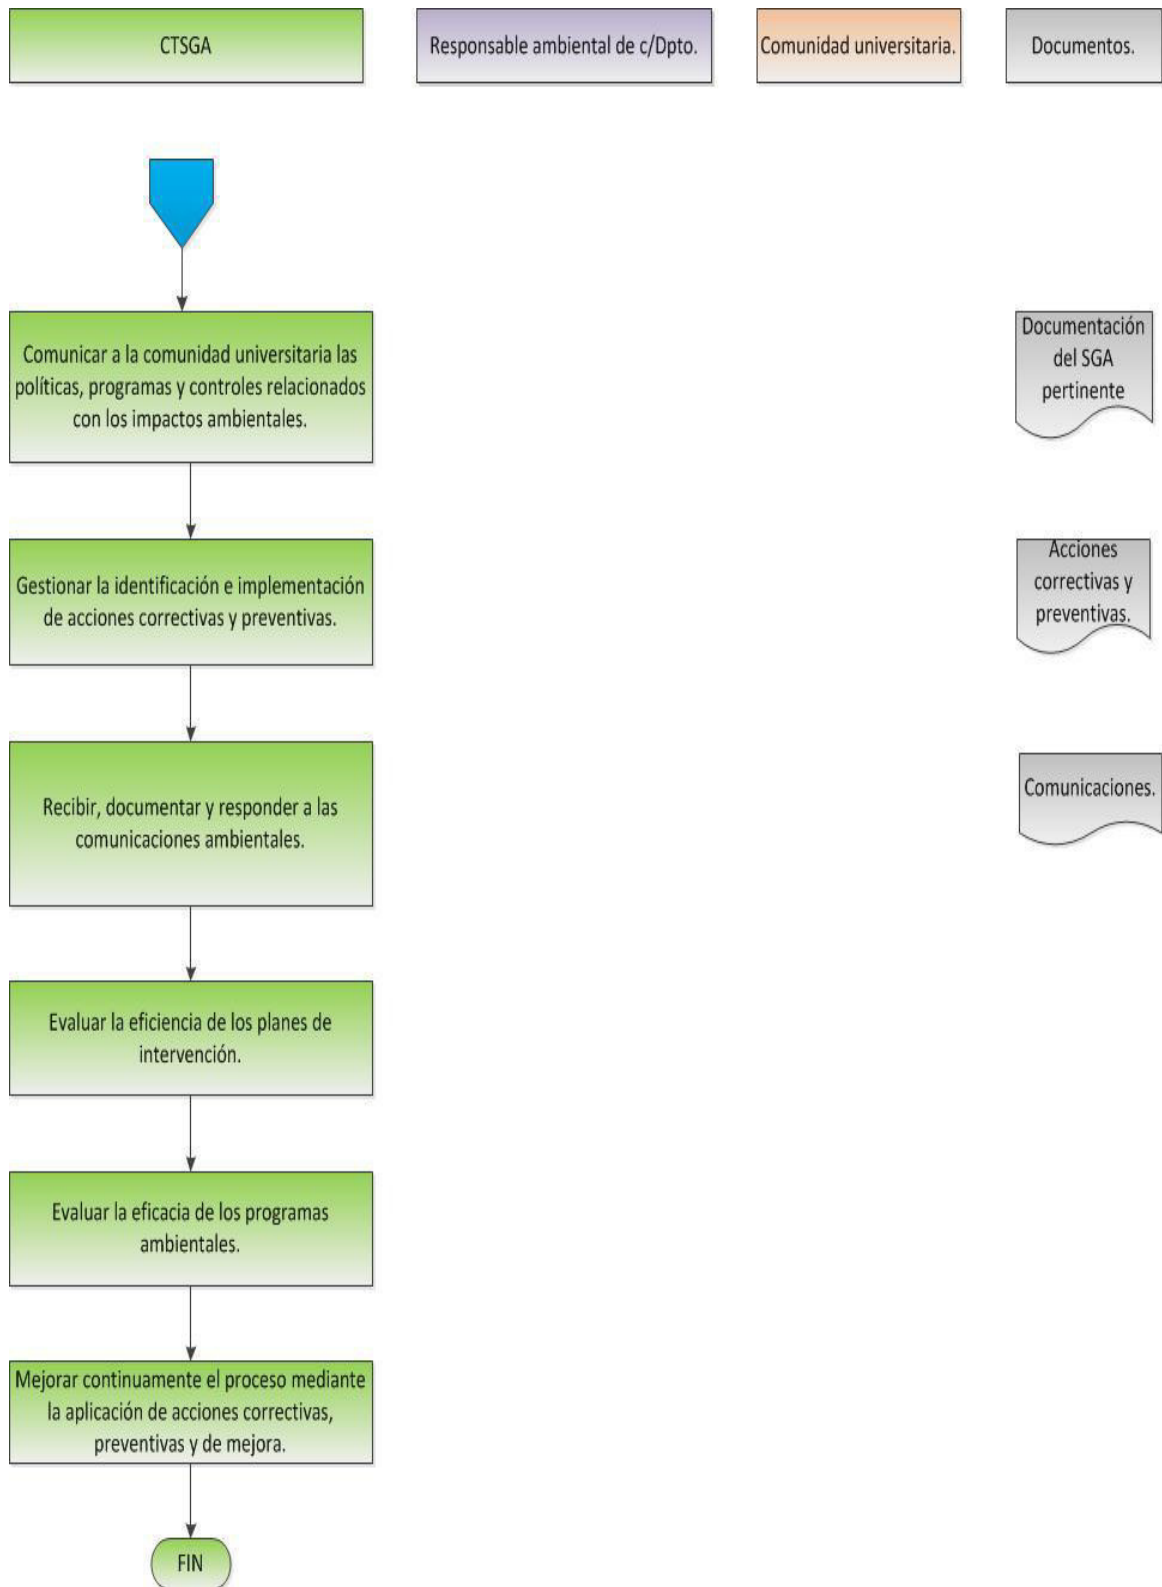 CTSGA
Responsable ambiental de c/Dpto.
Comunidad universitaria.
Documentos.
Comunicar a la comunidad universitaria las
políticas, programas y controles relacionados
con los impactos ambientales.
Documentación
del SGA
pertinente
Gestionar la identificación e implementación
de acciones correctivas y preventivas.
Acciones
correctivas y
preventivas.
Recibir, documentar y responder a las
comunicaciones ambientales.
Comunicaciones.
Evaluar la eficiencia de los planes de
intervención.
Evaluar la eficacia de los programas
ambientales.
Mejorar continuamente el proceso mediante
la aplicación de acciones correctivas,
preventivas y de mejora.
FIN